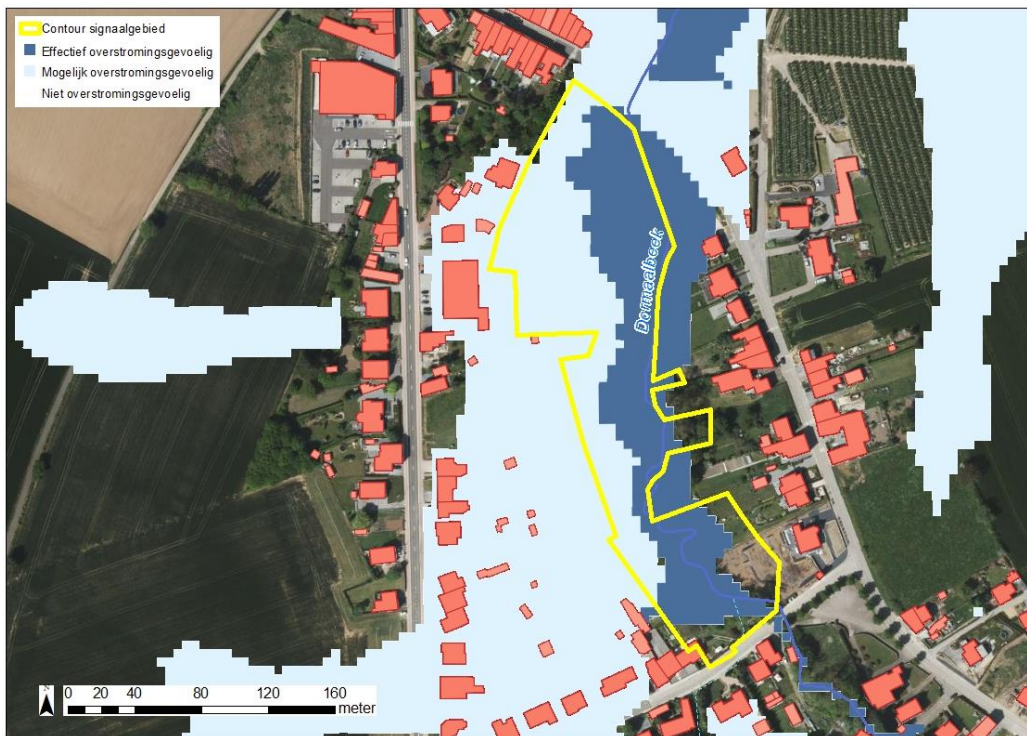 Contour signaalgebied
Effectief overstromingsgevoelig
Mogelijk overstromingsgevoelig
Niet overstromingsgevoelig
Dormaalbeek
0 20 40 80 120 160
meter